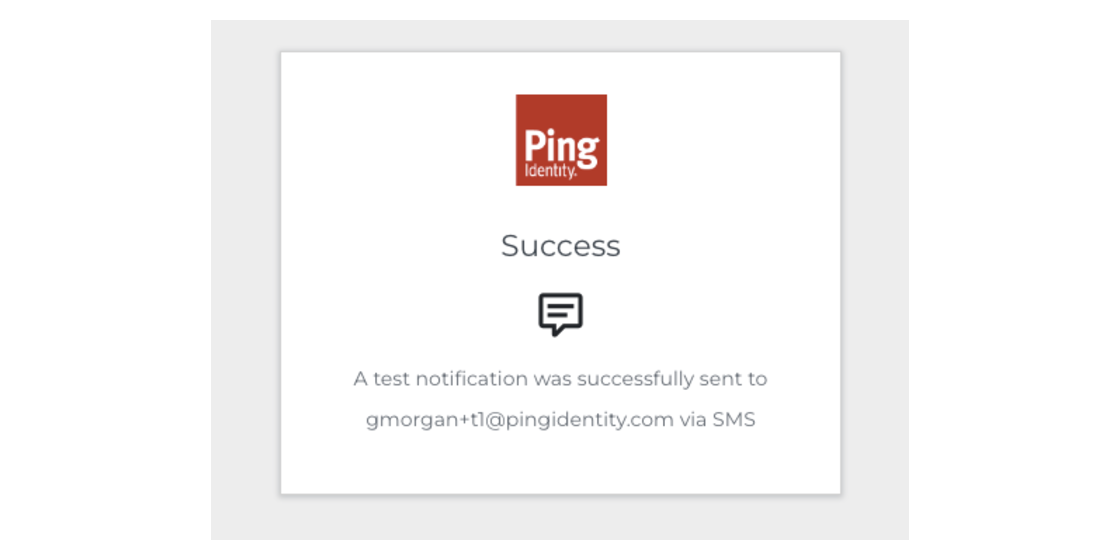 Ping
Identity.
Success
A test notification was successfully sent to
gmorgan+t1@pingidentity.com via SMS